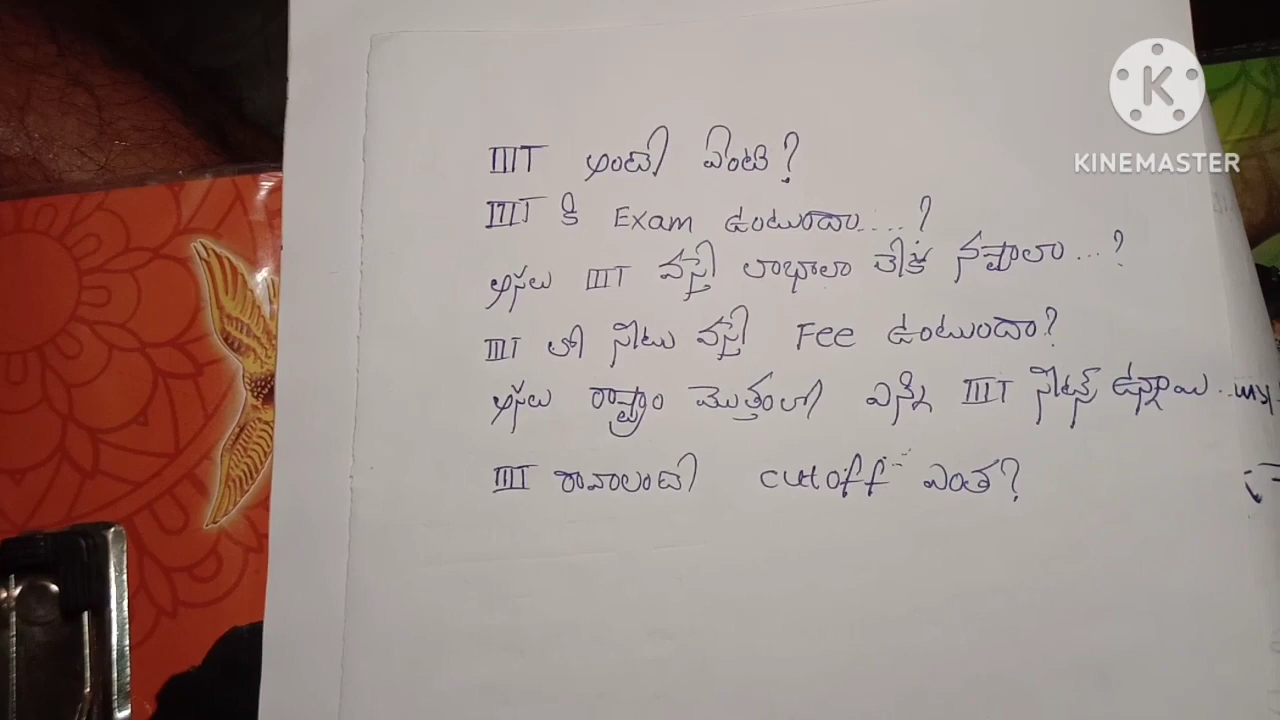 IIIT అంటే ఏంటి?
IIIT కి Exam ఉంటుందా....?
అసలు IIIT వస్తే లాభాలా లేక నష్టాలా...?
IIIT లో సీటు వస్తే Fee ఉంటుందా?
అసలు రాష్ట్రం మొత్తంలో ఎన్ని IIIT సీట్స్ ఉన్నాయి..
IIIT రావాలంటే cutoff ఎంత?
K
KINEMASTER